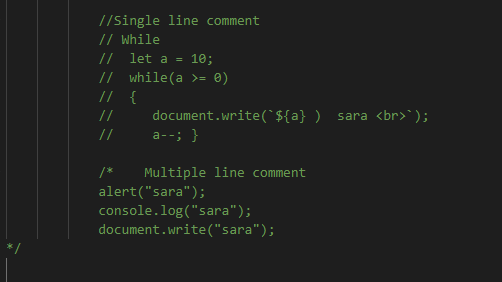 //Single line comment
// While
//  let a = 10;
//  while(a >= 0)
//  {
//     document.write(`${a} )  sara <br>`);
//     a--; }
/*    Multiple line comment
alert("sara");
console.log("sara");
document.write("sara");
*/